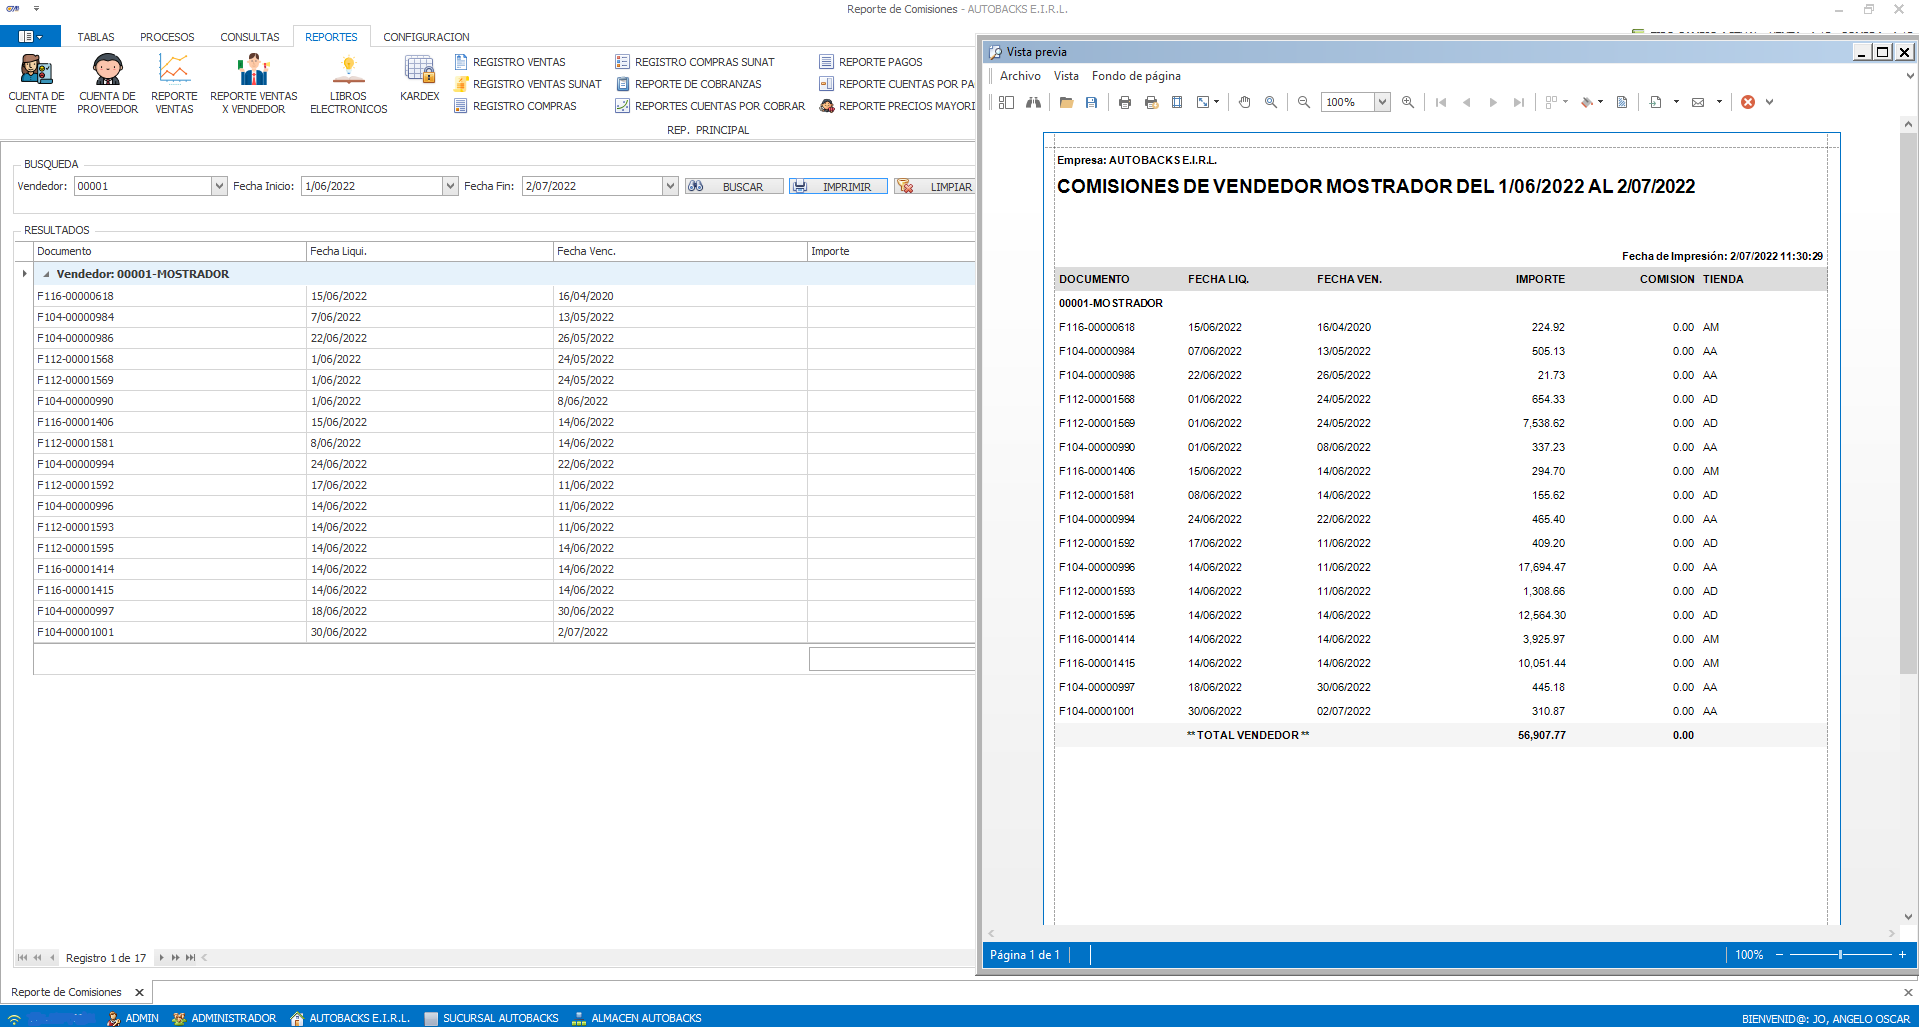 Reporte de Comisiones - AUTOBACKS E.I.R.L.
TABLAS PROCESOS CONSULTAS REPORTES CONFIGURACION
CUENTA DE CLIENTE
CUENTA DE PROVEEDOR
REPORTE VENTAS
REPORTE VENTAS X VENDEDOR
LIBROS ELECTRONICOS
KARDEX
REGISTRO VENTAS
REGISTRO VENTAS SUNAT
REGISTRO COMPRAS
REGISTRO COMPRAS SUNAT
REPORTE DE COBRANZAS
REPORTES CUENTAS POR COBRAR
REPORTE PAGOS
REPORTE CUENTAS POR PA
REPORTE PRECIOS MAYORI
REP. PRINCIPAL
BUSQUEDA
Vendedor: 00001 Fecha Inicio: 1/06/2022 Fecha Fin: 2/07/2022 BUSCAR IMPRIMIR LIMPIAR
RESULTADOS
Documento Fecha Liqui. Fecha Venc. Importe
Vendedor: 00001-MOSTRADOR
F116-00000618 15/06/2022 16/04/2020
F104-00000984 7/06/2022 13/05/2022
F104-00000986 22/06/2022 26/05/2022
F112-00001568 1/06/2022 24/05/2022
F112-00001569 1/06/2022 24/05/2022
F104-00000990 1/06/2022 8/06/2022
F116-00001406 15/06/2022 14/06/2022
F112-00001581 8/06/2022 14/06/2022
F104-00000994 24/06/2022 22/06/2022
F112-00001592 17/06/2022 11/06/2022
F104-00000996 14/06/2022 11/06/2022
F112-00001593 14/06/2022 11/06/2022
F112-00001595 14/06/2022 14/06/2022
F116-00001414 14/06/2022 14/06/2022
F116-00001415 14/06/2022 14/06/2022
F104-00000997 18/06/2022 30/06/2022
F104-00001001 30/06/2022 2/07/2022
Registro 1 de 17
Vista previa
Archivo Vista Fondo de página
100%
Empresa: AUTOBACKS E.I.R.L.
COMISIONES DE VENDEDOR MOSTRADOR DEL 1/06/2022 AL 2/07/2022
Fecha de Impresión: 2/07/2022 11:30:29
DOCUMENTO FECHA LIQ. FECHA VEN. IMPORTE COMISION TIENDA
00001-MOSTRADOR
F116-00000618 15/06/2022 16/04/2020 224.92 0.00 AM
F104-00000984 07/06/2022 13/05/2022 505.13 0.00 AA
F104-00000986 22/06/2022 26/05/2022 21.73 0.00 AA
F112-00001568 01/06/2022 24/05/2022 654.33 0.00 AD
F112-00001569 01/06/2022 24/05/2022 7,538.62 0.00 AD
F104-00000990 01/06/2022 08/06/2022 337.23 0.00 AA
F116-00001406 15/06/2022 14/06/2022 294.70 0.00 AM
F112-00001581 08/06/2022 14/06/2022 155.62 0.00 AD
F104-00000994 24/06/2022 22/06/2022 465.40 0.00 AA
F112-00001592 17/06/2022 11/06/2022 409.20 0.00 AD
F104-00000996 14/06/2022 11/06/2022 17,694.47 0.00 AA
F112-00001593 14/06/2022 11/06/2022 1,308.66 0.00 AD
F112-00001595 14/06/2022 14/06/2022 12,564.30 0.00 AD
F116-00001414 14/06/2022 14/06/2022 3,925.97 0.00 AM
F116-00001415 14/06/2022 14/06/2022 10,051.44 0.00 AM
F104-00000997 18/06/2022 30/06/2022 445.18 0.00 AA
F104-00001001 30/06/2022 02/07/2022 310.87 0.00 AA
** TOTAL VENDEDOR ** 56,907.77 0.00
Página 1 de 1 100%
Reporte de Comisiones
ADMIN ADMINISTRADOR AUTOBACKS E.I.R.L. SUCURSAL AUTOBACKS ALMACEN AUTOBACKS BIENVENID@: JO, ANGELO OSCAR